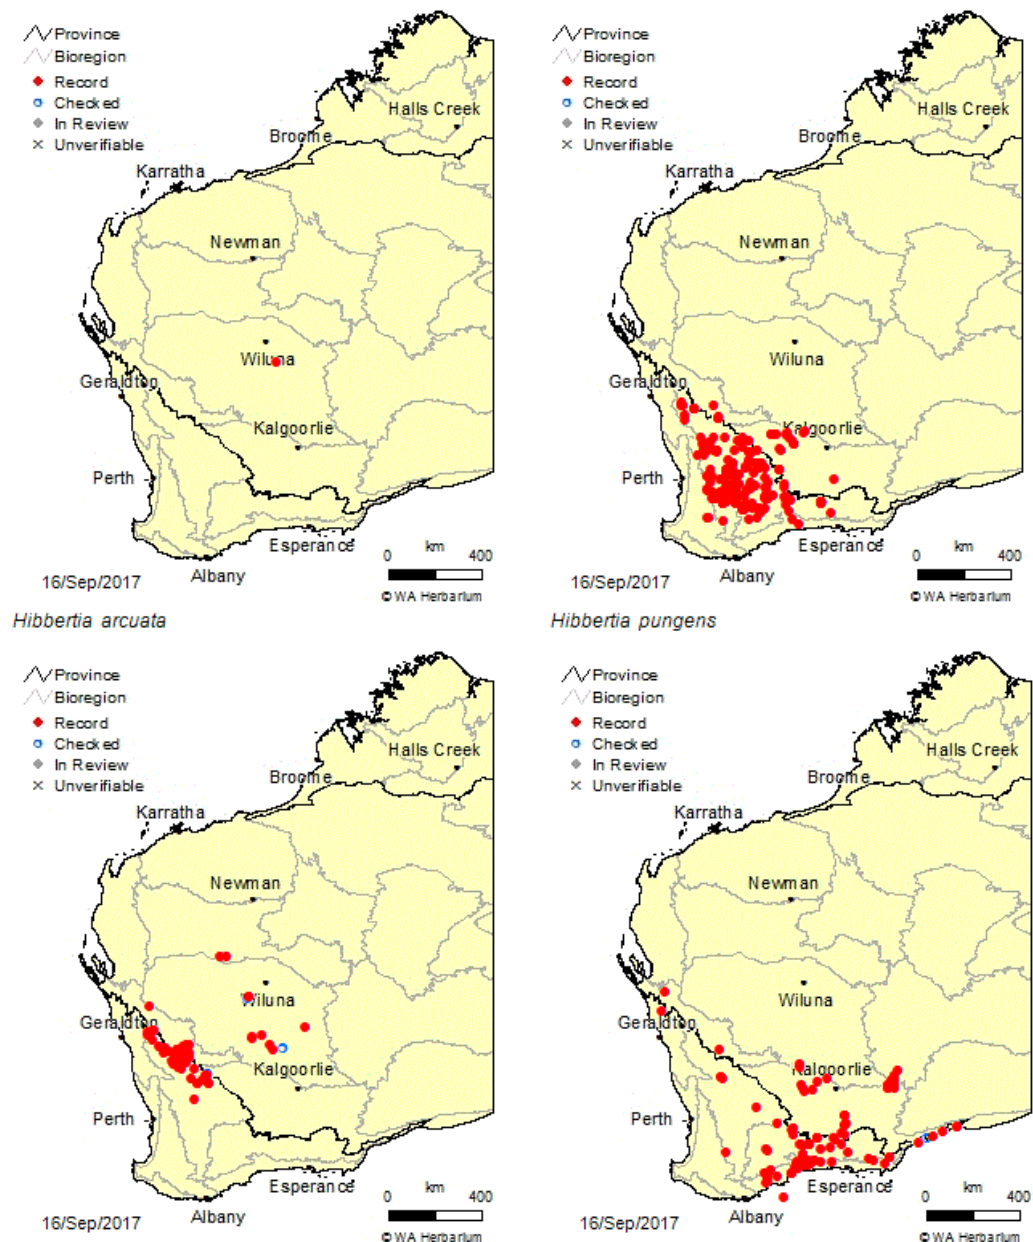 Province
Bioregion
Record
Checked
In Review
Unverifiable
Halls Creek
Broome
Karratha
Newman
Wiluna
Geraldton
Kalgoorlie
Perth
Esperance
Albany
0 km 400
16/Sep/2017
© WA Herbarium
Province
Bioregion
Record
Checked
In Review
Unverifiable
Halls Creek
Broome
Karratha
Newman
Wiluna
Geraldton
Kalgoorlie
Perth
Esperance
Albany
0 km 400
16/Sep/2017
© WA Herbarium
Hibbertia arcuata
Hibbertia pungens
Province
Bioregion
Record
Checked
In Review
Unverifiable
Halls Creek
Broome
Karratha
Newman
Wiluna
Geraldton
Kalgoorlie
Perth
Esperance
Albany
0 km 400
16/Sep/2017
© WA Herbarium
Province
Bioregion
Record
Checked
In Review
Unverifiable
Halls Creek
Broome
Karratha
Newman
Wiluna
Geraldton
Kalgoorlie
Perth
Esperance
Albany
0 km 400
16/Sep/2017
© WA Herbarium